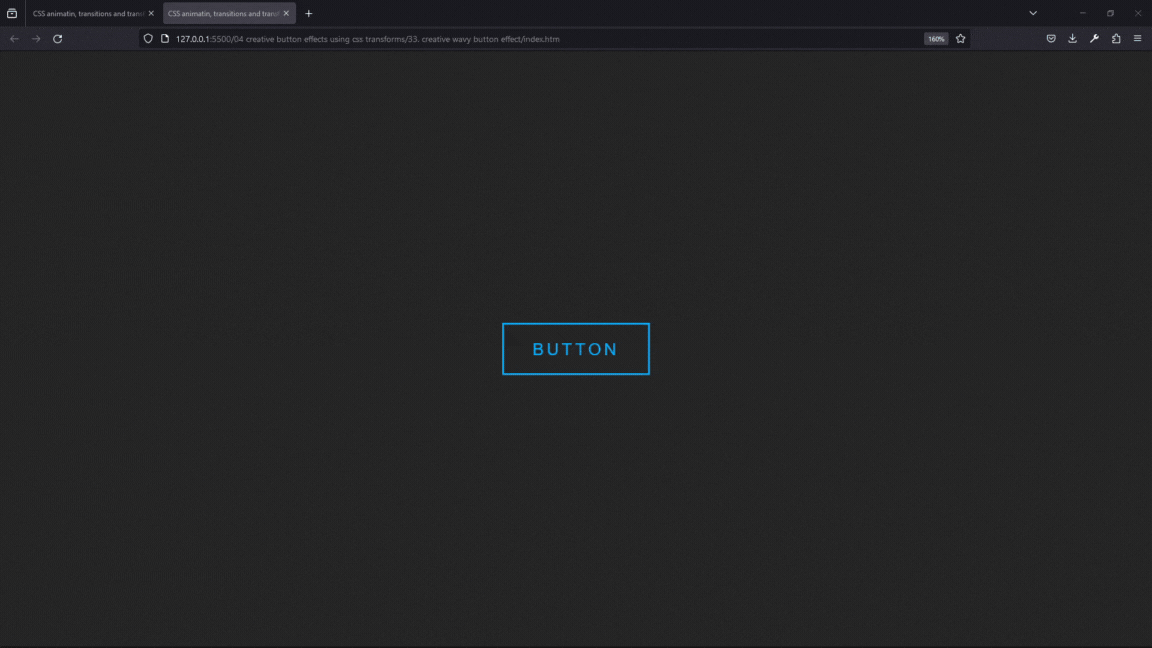 CSS animatin, transitions and transf
CSS animatin, transitions and transf
127.0.0.1:5500/04 creative button effects using css transforms/33. creative wavy button effect/index.htm
160%
BUTTON